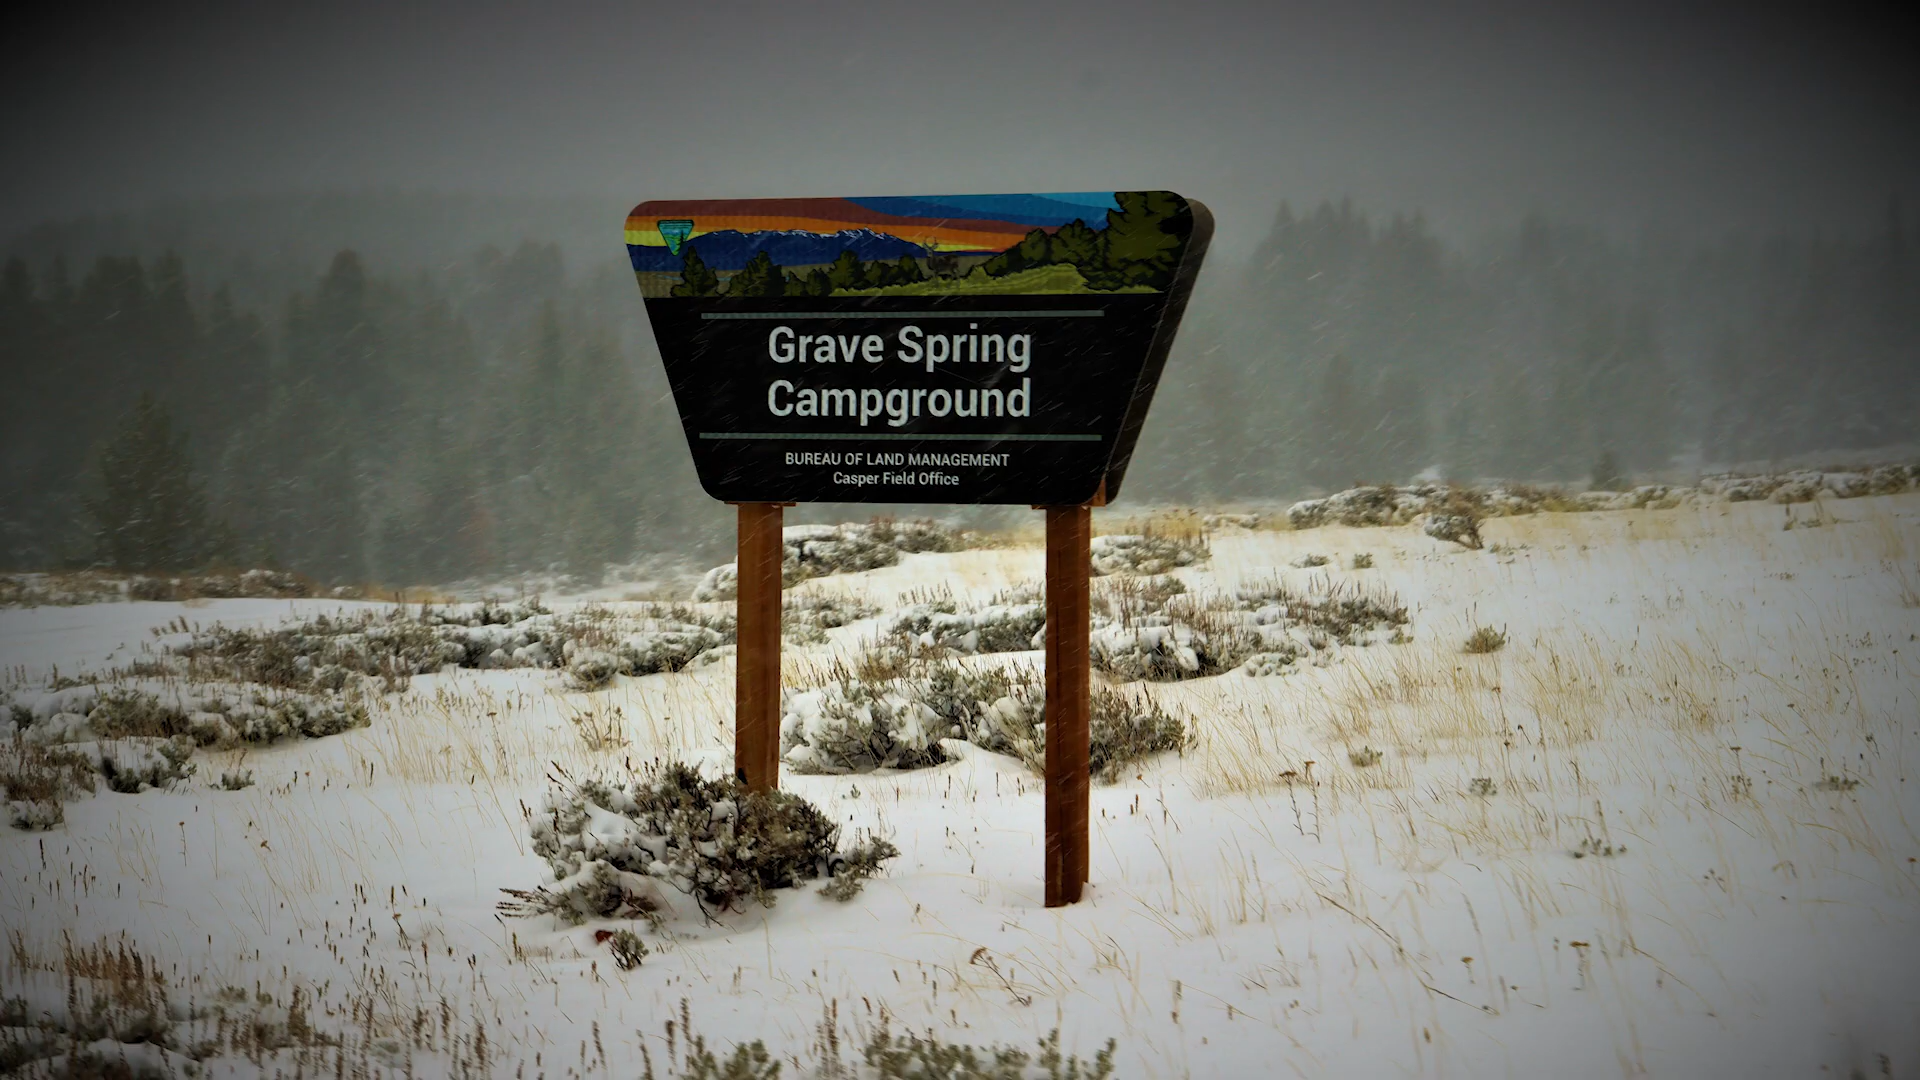 Grave Spring
Campground
BUREAU OF LAND MANAGEMENT
Casper Field Office